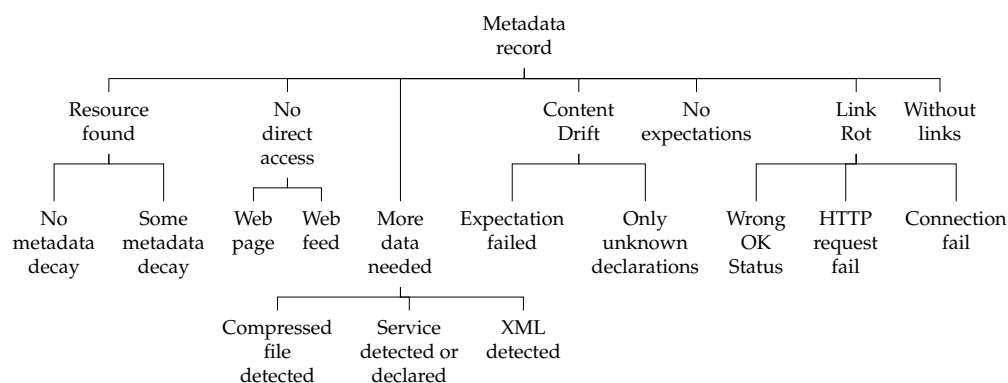 Metadata
record
Resource
found
No
direct
access
Content
Drift
No
expectations
Link
Rot
Without
links
No
metadata
decay
Some
metadata
decay
Web
page
Web
feed
More
data
needed
Expectation
failed
Only
unknown
declarations
Wrong
OK
Status
HTTP
request
fail
Connection
fail
Compressed
file
detected
Service
detected or
declared
XML
detected